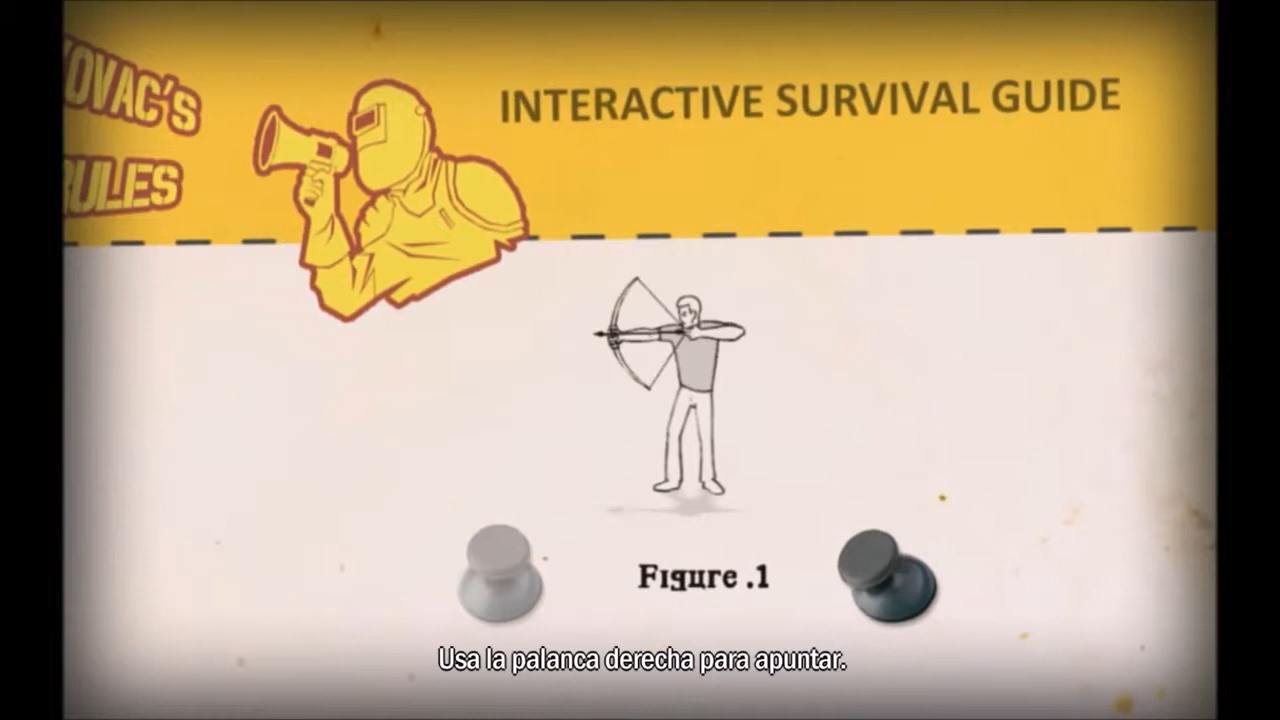 OVAC'S
RULES
INTERACTIVE SURVIVAL GUIDE
Figure .1
Usa la palanca derecha para apuntar.